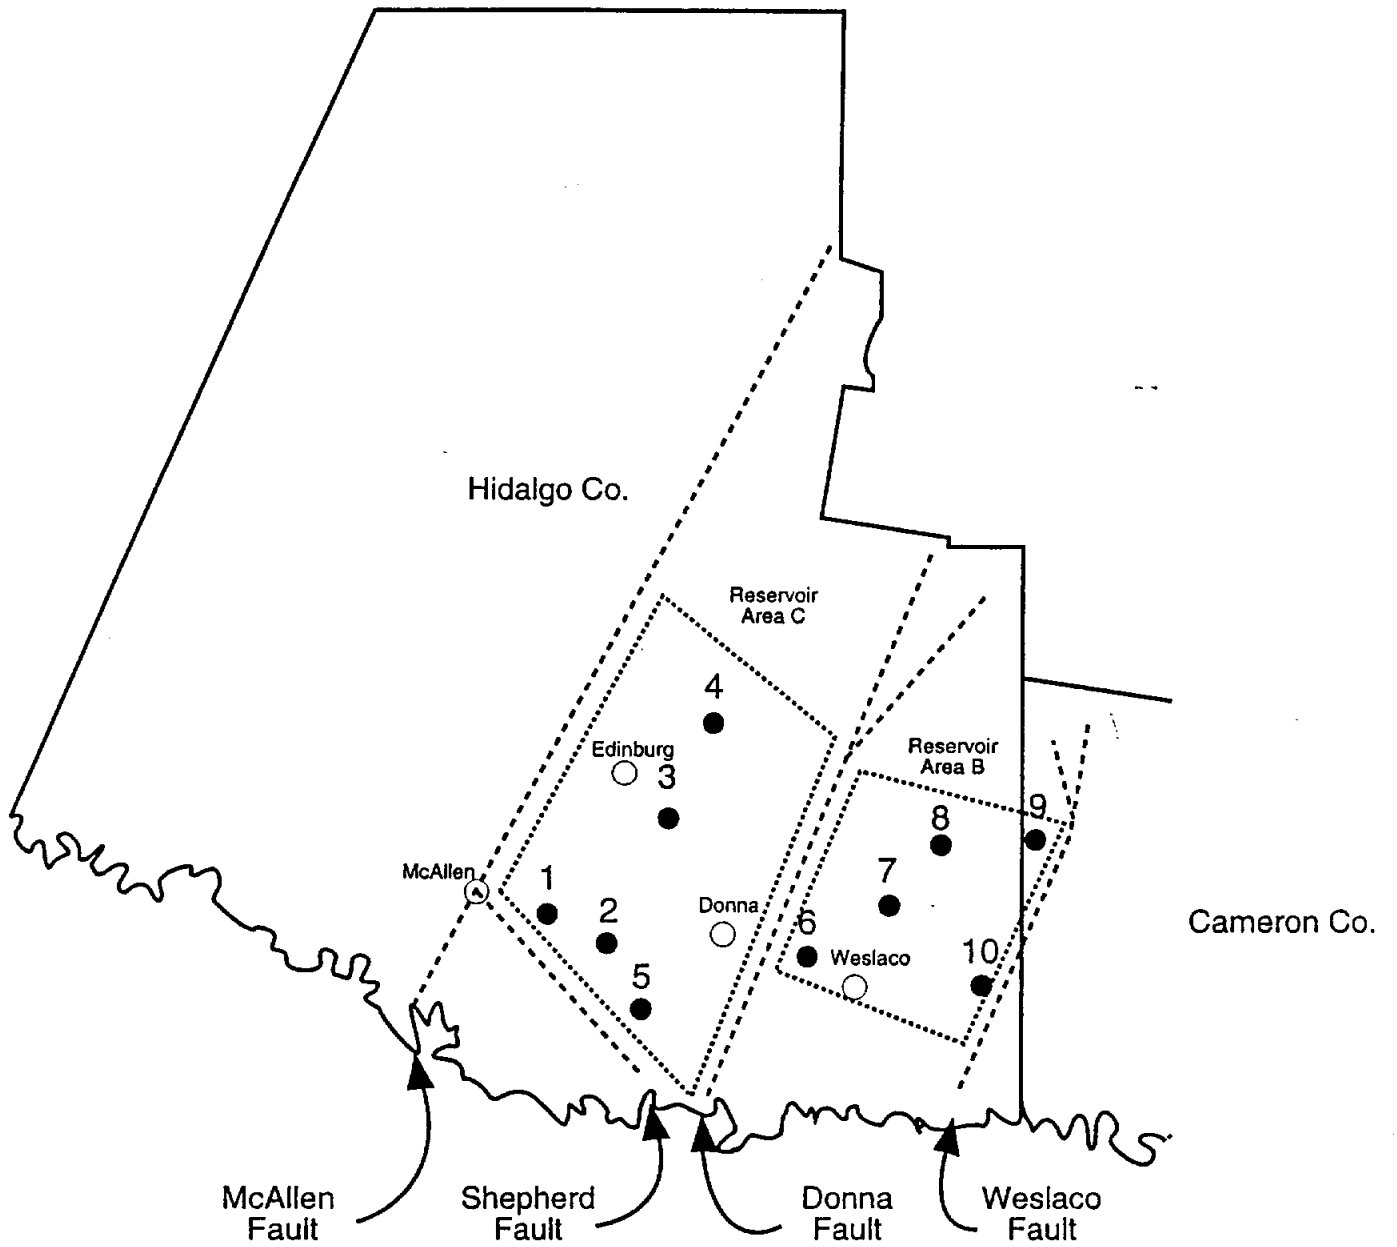 Hidalgo Co.
Reservoir
Area C
4
Edinburg
3
Reservoir
Area B
8
9
McAllen
1
7
2
Donna
6
Cameron Co.
Weslaco
10
5
McAllen
Fault
Shepherd
Fault
Donna
Fault
Weslaco
Fault